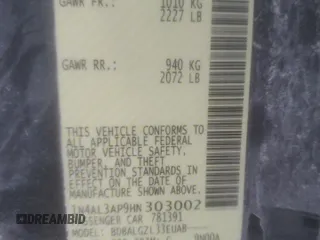 GAWR FR.: 1010 KG
2227 LB
GAWR RR.: 940 KG
2072 LB
THIS VEHICLE CONFORMS TO
ALL APPLICABLE FEDERAL
MOTOR VEHICLE SAFETY,
BUMPER, AND THEFT
PREVENTION STANDARDS IN
EFFECT ON THE DATE OF
MANUFACTURE SHOWN ABOVE.
1N4AL3AP9HN303002
PASSENGER CAR 781391
BDBALGZL33EUAB
IHAVEBID